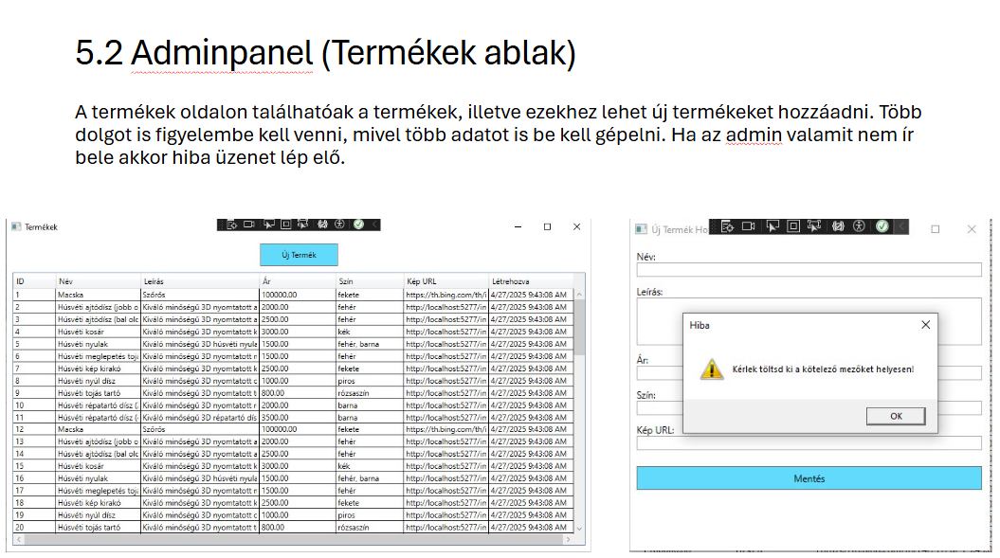 5.2 Adminpanel (Termékek ablak)
A termékek oldalon találhatóak a termékek, illetve ezekhez lehet új termékeket hozzáadni. Több
dolgot is figyelembe kell venni, mivel több adatot is be kell gépelni. Ha az admin valamit nem ír
bele akkor hiba üzenet lép elő.
Termékek
Új Termék
ID Név Leírás Ár Szín Kép URL Létrehozva
1 Macska Szőrös 100000.00 fekete https://th.bing.com/th/i 4/27/2025 9:43:08 AM
2 Húsvéti ajtódísz (jobb o Kiváló minőségű 3D nyomtatott a 2000.00 fehér http://localhost:5277/in 4/27/2025 9:43:08 AM
3 Húsvéti ajtódísz (bal olc Kiváló minőségű 3D nyomtatott a 2500.00 fehér http://localhost:5277/in 4/27/2025 9:43:08 AM
4 Húsvéti kosár Kiváló minőségű 3D nyomtatott k 3000.00 kék http://localhost:5277/in 4/27/2025 9:43:08 AM
5 Húsvéti nyulak Kiváló minőségű 3D húsvéti nyula 1500.00 fehér, barna http://localhost:5277/in 4/27/2025 9:43:08 AM
6 Húsvéti meglepetés toj Kiváló minőségű 3D nyomtatott r 1500.00 fehér http://localhost:5277/in 4/27/2025 9:43:08 AM
7 Húsvéti kép kirakó Kiváló minőségű 3D nyomtatott k 2500.00 fekete http://localhost:5277/in 4/27/2025 9:43:08 AM
8 Húsvéti nyúl dísz Kiváló minőségű 3D nyomtatott r 1000.00 piros http://localhost:5277/in 4/27/2025 9:43:08 AM
9 Húsvéti tojás tartó Kiváló minőségű 3D nyomtatott t 800.00 rózsaszín http://localhost:5277/in 4/27/2025 9:43:08 AM
10 Húsvéti répatartó dísz ( Kiváló minőségű 3D nyomtatott r 2000.00 barna http://localhost:5277/in 4/27/2025 9:43:08 AM
11 Húsvéti répatartó dísz ( Kiváló minőségű 3D répatartó dís 3500.00 barna http://localhost:5277/in 4/27/2025 9:43:08 AM
12 Macska Szőrös 100000.00 fekete https://th.bing.com/th/i 4/27/2025 9:43:08 AM
13 Húsvéti ajtódísz (jobb o Kiváló minőségű 3D nyomtatott a 2000.00 fehér http://localhost:5277/in 4/27/2025 9:43:08 AM
14 Húsvéti ajtódísz (bal olc Kiváló minőségű 3D nyomtatott a 2500.00 fehér http://localhost:5277/in 4/27/2025 9:43:08 AM
15 Húsvéti kosár Kiváló minőségű 3D nyomtatott k 3000.00 kék http://localhost:5277/in 4/27/2025 9:43:08 AM
16 Húsvéti nyulak Kiváló minőségű 3D húsvéti nyula 1500.00 fehér, barna http://localhost:5277/in 4/27/2025 9:43:08 AM
17 Húsvéti meglepetés toj Kiváló minőségű 3D nyomtatott r 1500.00 fehér http://localhost:5277/in 4/27/2025 9:43:08 AM
18 Húsvéti kép kirakó Kiváló minőségű 3D nyomtatott k 2500.00 fekete http://localhost:5277/in 4/27/2025 9:43:08 AM
19 Húsvéti nyúl dísz Kiváló minőségű 3D nyomtatott r 1000.00 piros http://localhost:5277/in 4/27/2025 9:43:08 AM
20 Húsvéti tojás tartó Kiváló minőségű 3D nyomtatott t 800.00 rózsaszín http://localhost:5277/in 4/27/2025 9:43:08 AM
Új Termék Ho
Név:
Leírás:
Hiba
Kérlek töltsd ki a kötelező mezőket helyesen!
OK
Ár:
Szín:
Kép URL:
Mentés